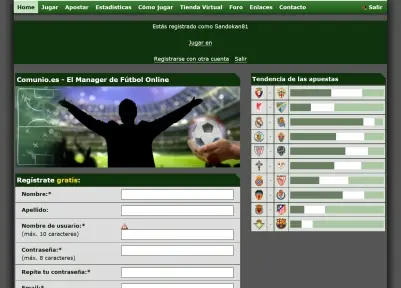 Home Jugar Apostar Estadísticas Cómo jugar Tienda Virtual Foro Enlaces Contacto Salir
Estás registrado como Sandokan81
Jugar en
Registrarse con otra cuenta Salir
Comunio.es - El Manager de Fútbol Online
Tendencia de las apuestas
Regístrate gratis:
Nombre:*
Apellido:
Nombre de usuario:*
(máx. 10 caracteres)
Contraseña:*
(máx. 8 caracteres)
Repite tu contraseña:*
Email:*